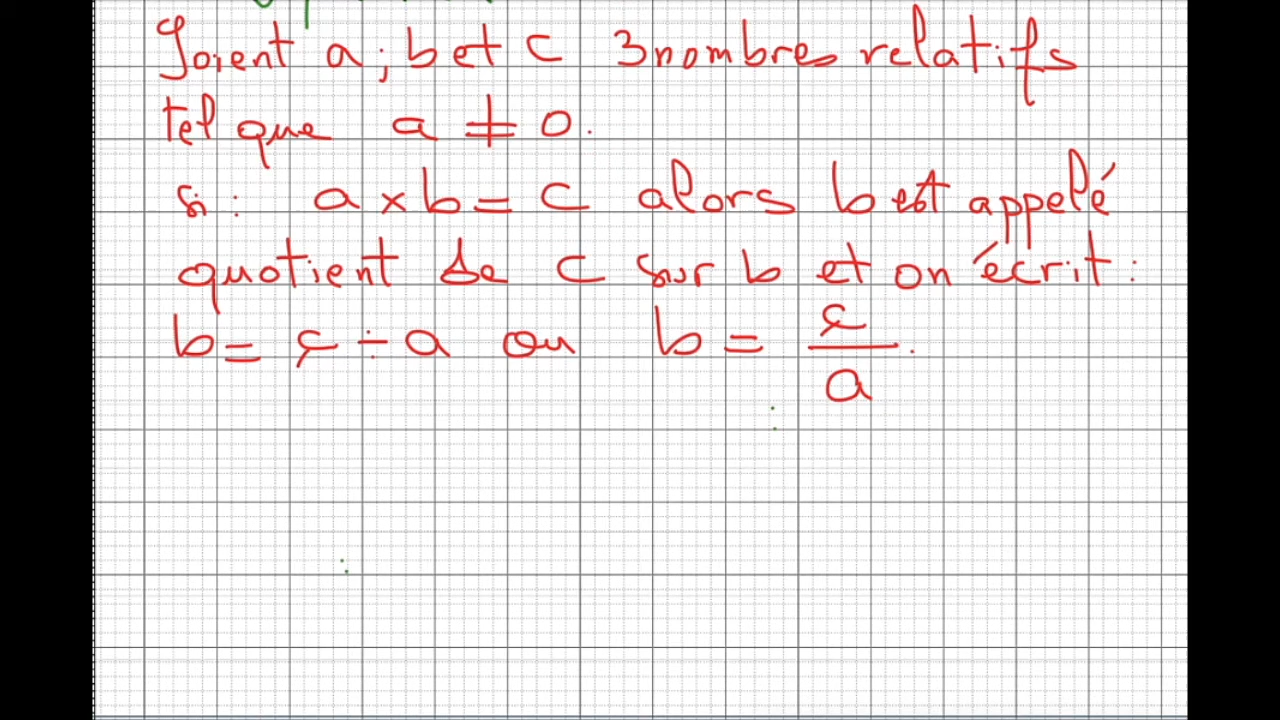 Soient a ; b et c 3 nombres relatifs
tel que a ≠ 0.
si : a × b = c alors b est appelé
quotient de c sur b et on écrit :
b = c ÷ a ou b = c/a.